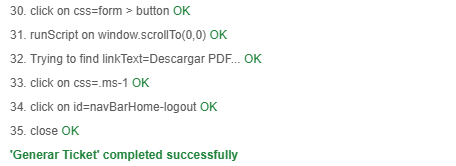 30. click on css=form > button OK
31. runScript on window.scrollTo(0,0) OK
32. Trying to find linkText=Descargar PDF... OK
33. click on css=.ms-1 OK
34. click on id=navBarHome-logout OK
35. close OK
'Generar Ticket' completed successfully